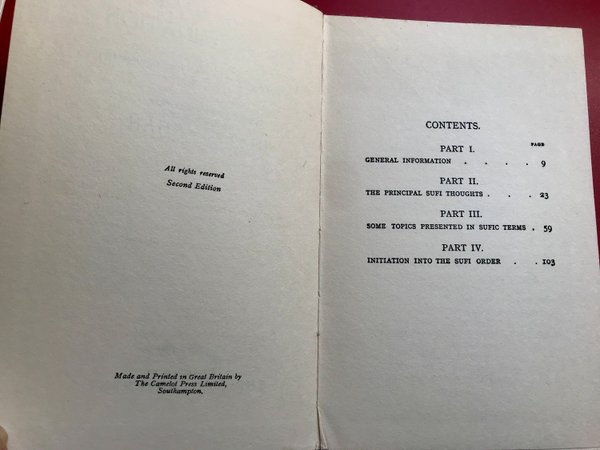 All rights reserved
Second Edition
Made and Printed in Great Britain by
The Camelot Press Limited,
Southampton.
CONTENTS.
PAGE
PART I.
GENERAL INFORMATION . . . . 9
PART II.
THE PRINCIPAL SUFI THOUGHTS . . . 23
PART III.
SOME TOPICS PRESENTED IN SUFIC TERMS . 59
PART IV.
INITIATION INTO THE SUFI ORDER . . 103